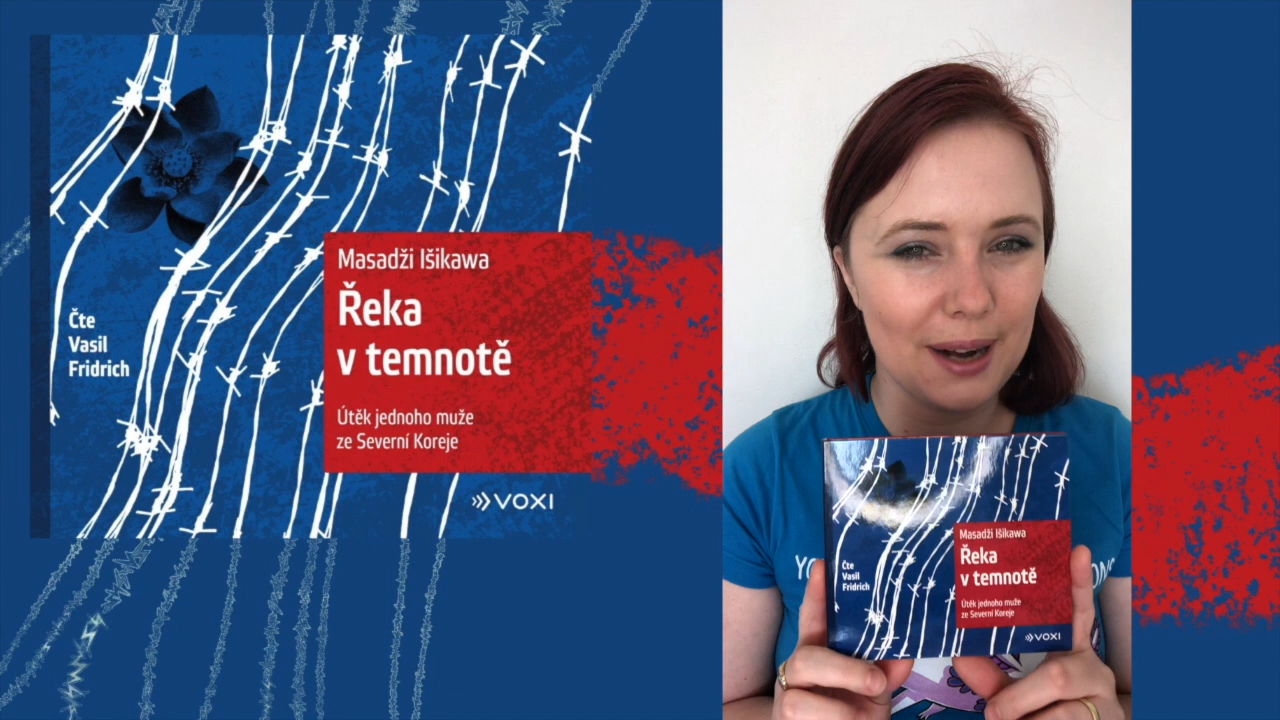 Masadži Išikawa
Řeka
v temnotě
Čte
Vasil
Fridrich
Útěk jednoho muže
ze Severní Koreje
VOXI
Masadži Išikawa
Řeka
v temnotě
Čte
Vasil
Fridrich
Útěk jednoho muže
ze Severní Koreje
VOXI